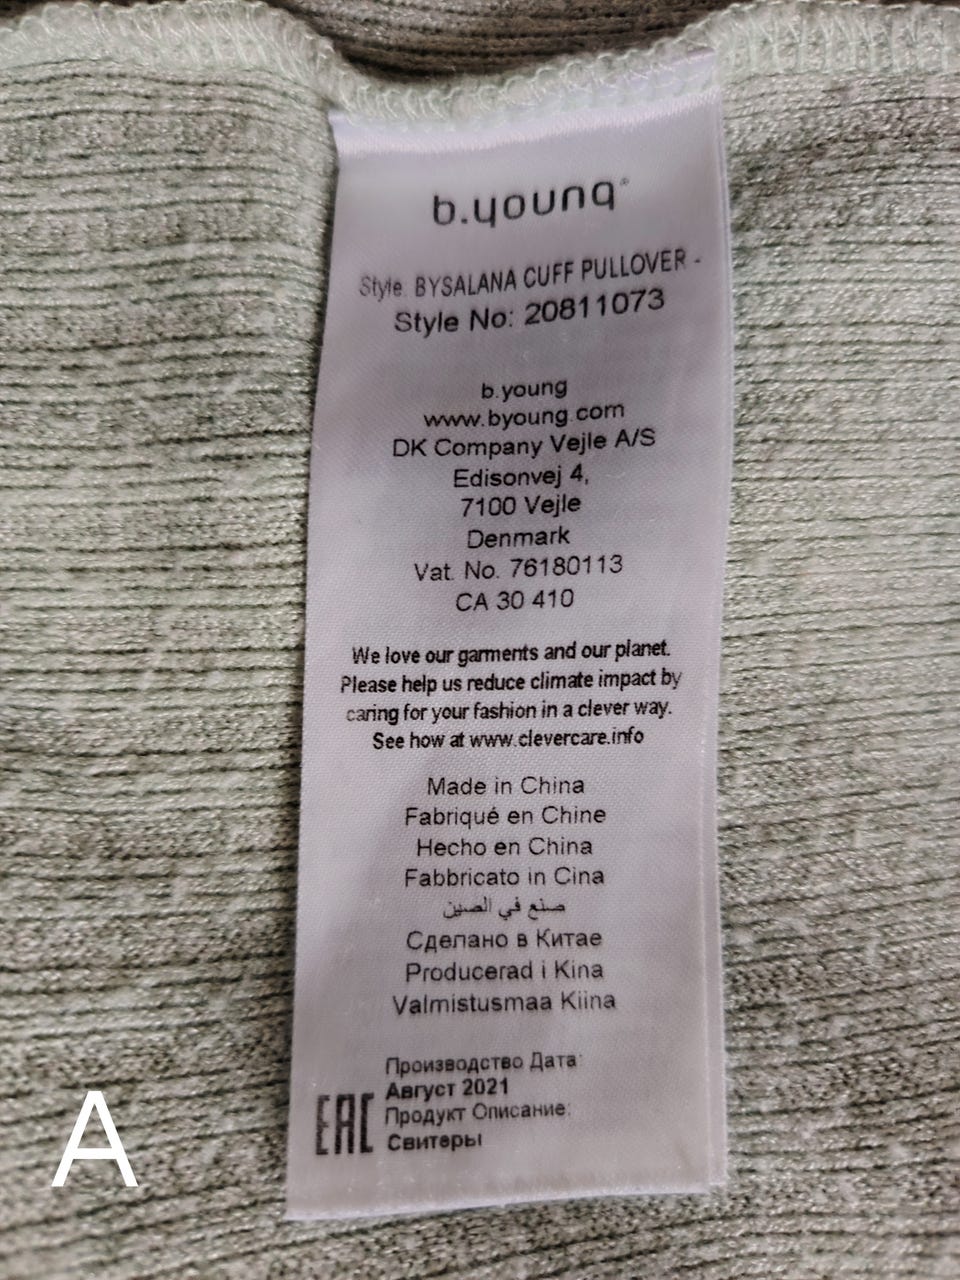 b.young®
Style. BYSALANA CUFF PULLOVER -
Style No: 20811073
b.young
www.byoung.com
DK Company Vejle A/S
Edisonvej 4,
7100 Vejle
Denmark
Vat. No. 76180113
CA 30 410
We love our garments and our planet.
Please help us reduce climate impact by
caring for your fashion in a clever way.
See how at www.clevercare.info
Made in China
Fabriqué en Chine
Hecho en China
Fabbricato in Cina
صنع في الصين
Сделано в Китае
Producerad i Kina
Valmistusmaa Kiina
Производство Дата:
Август 2021
EAC Продукт Описание:
Свитеры
A